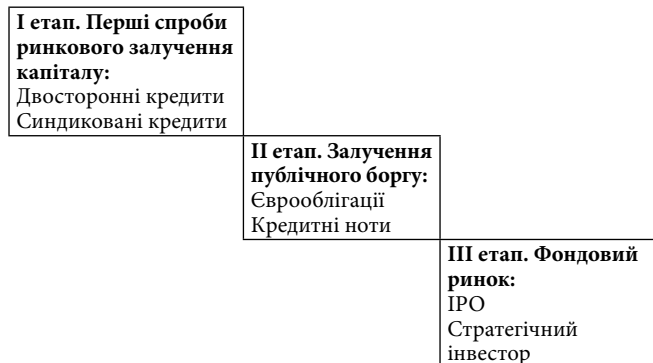 I етап. Перші спроби
ринкового залучення
капіталу:
Двосторонні кредити
Синдиковані кредити
II етап. Залучення
публічного боргу:
Єврооблігації
Кредитні ноти
III етап. Фондовий
ринок:
IPO
Стратегічний
інвестор